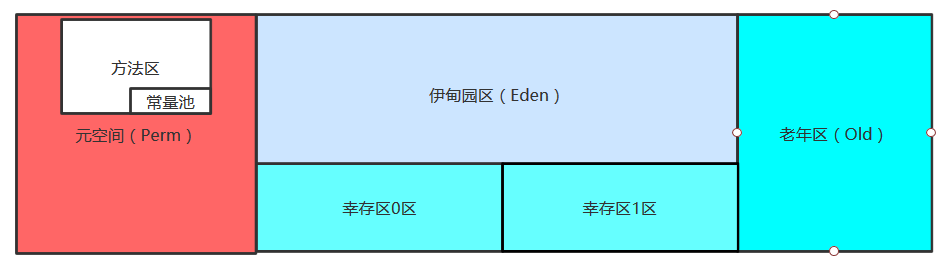 方法区
常量池
元空间（Perm）
伊甸园区（Eden）
幸存区0区
幸存区1区
老年区（Old）